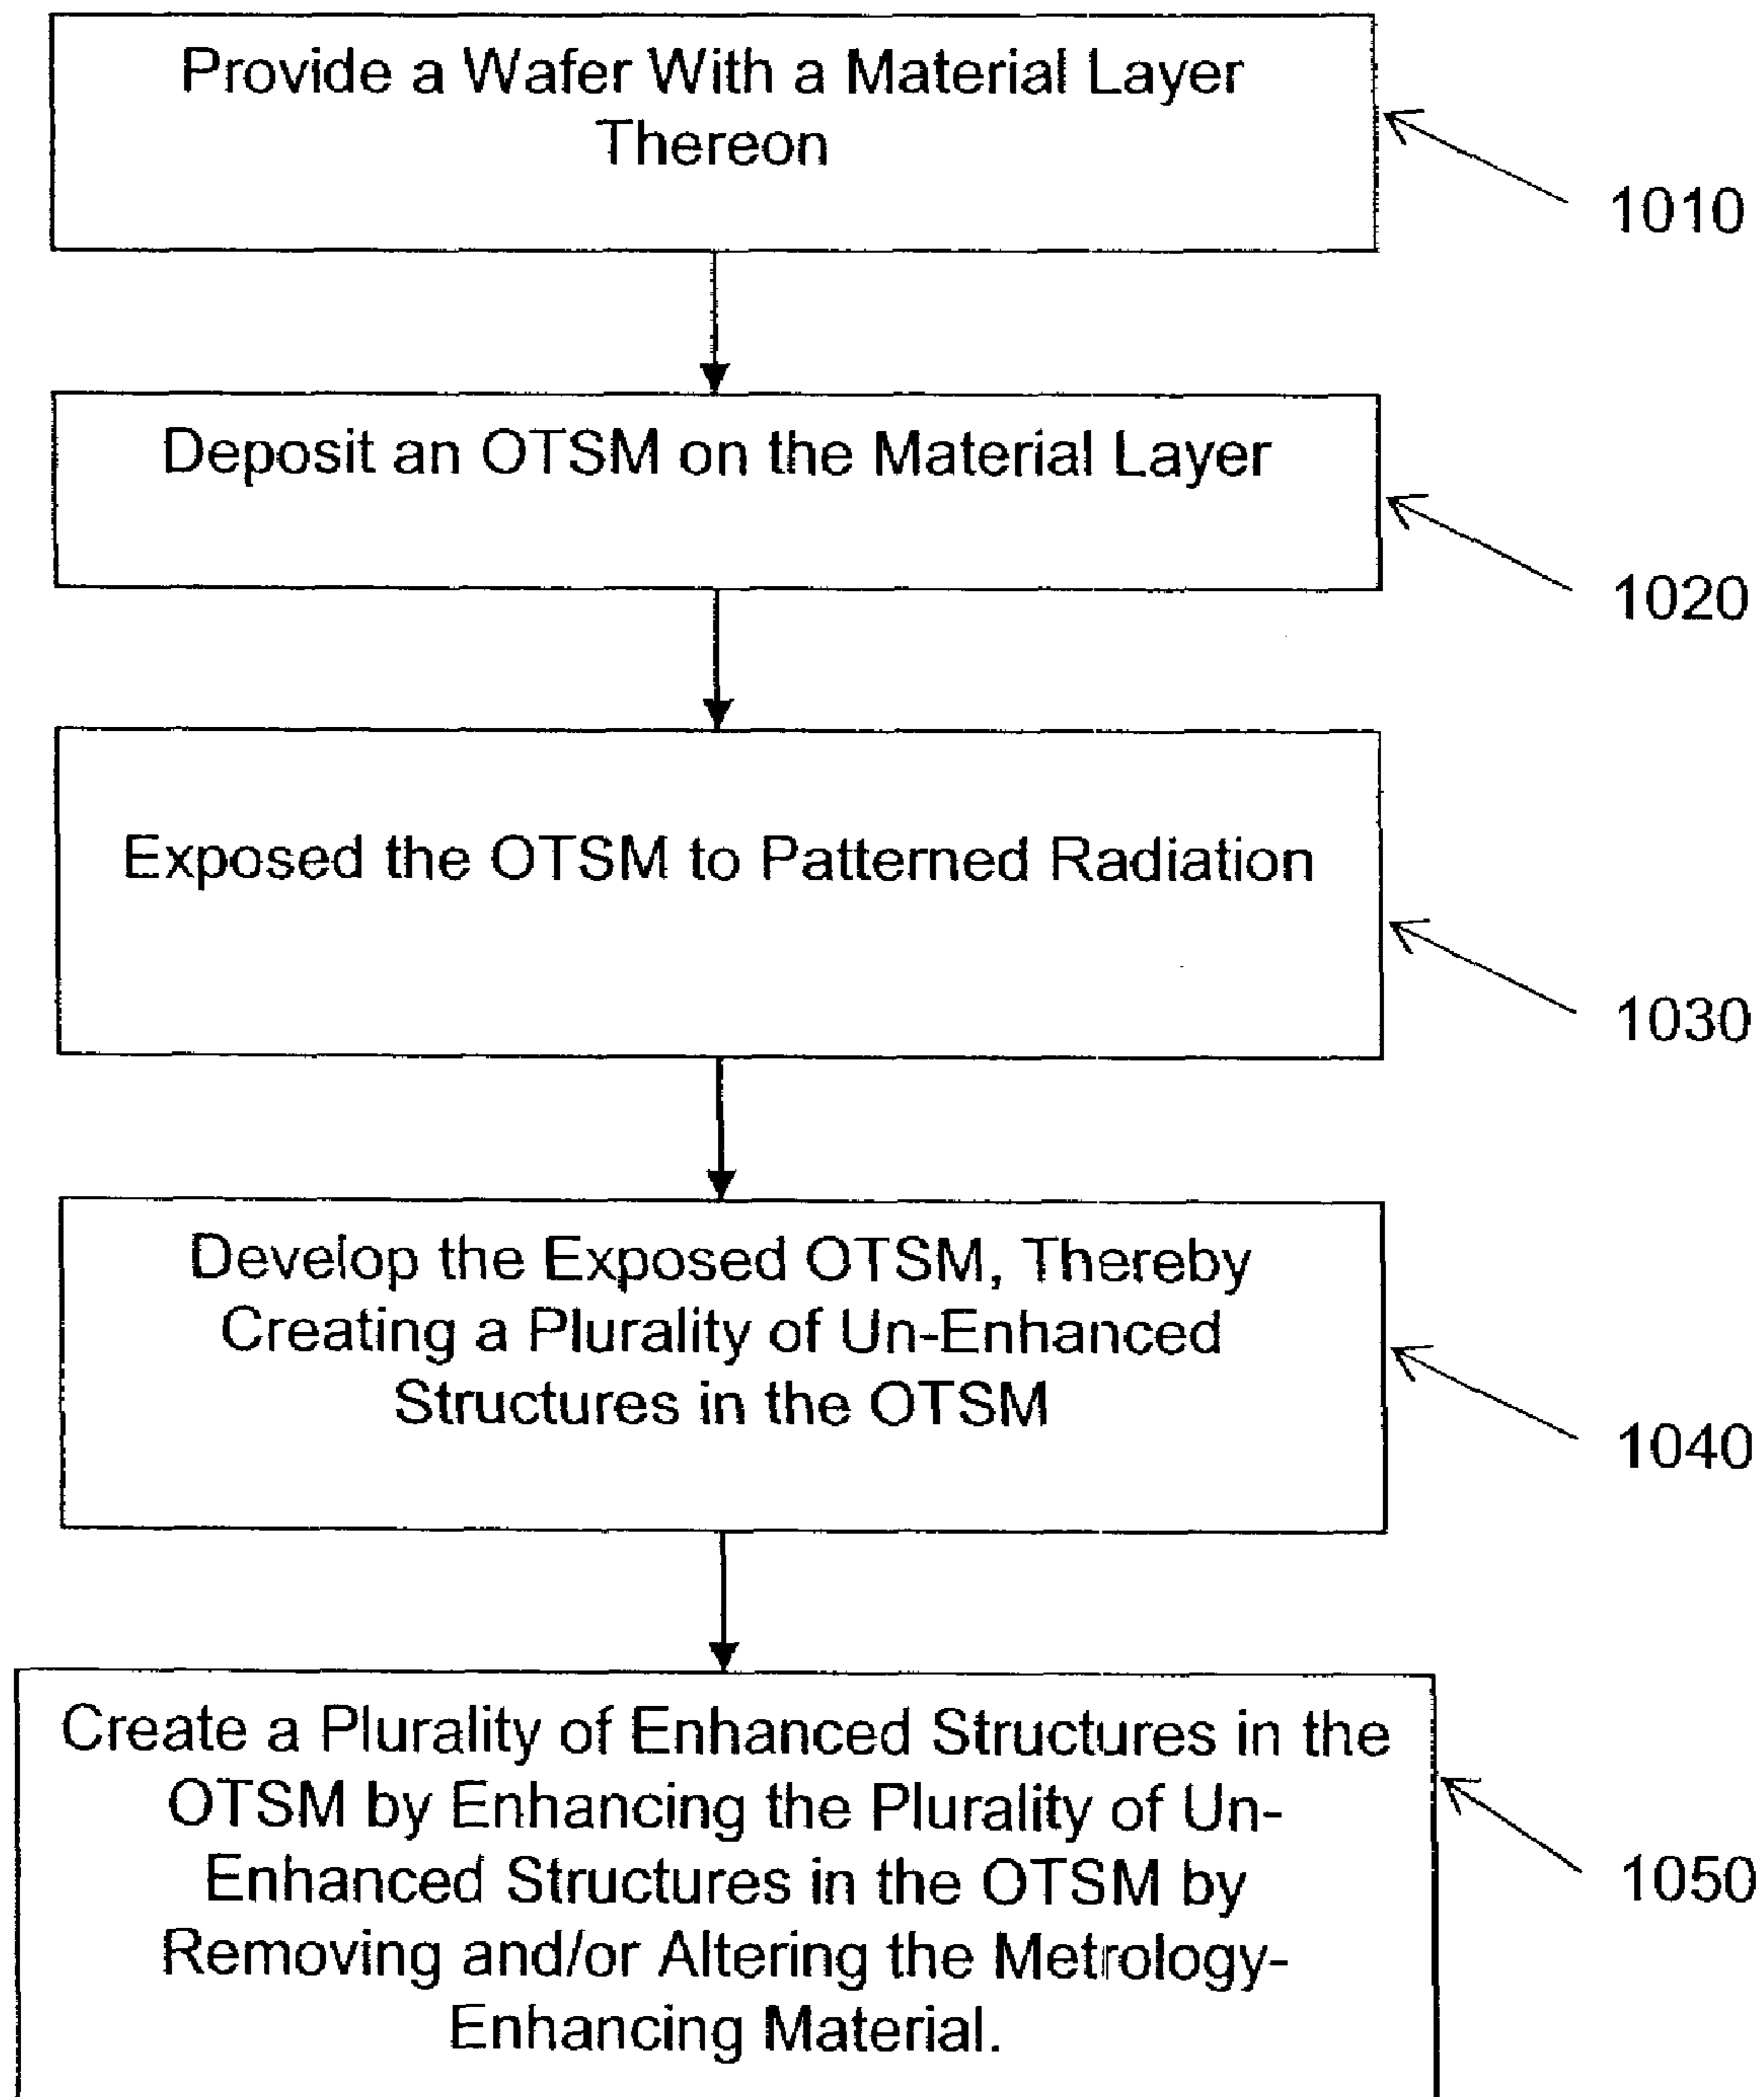 Provide a Wafer With a Material Layer
Thereon
1010
Deposit an OTSM on the Material Layer
1020
Exposed the OTSM to Patterned Radiation
1030
Develop the Exposed OTSM, Thereby
Creating a Plurality of Un-Enhanced
Structures in the OTSM
1040
Create a Plurality of Enhanced Structures in the
OTSM by Enhancing the Plurality of Un-
Enhanced Structures in the OTSM by
Removing and/or Altering the Metrology-
Enhancing Material.
1050